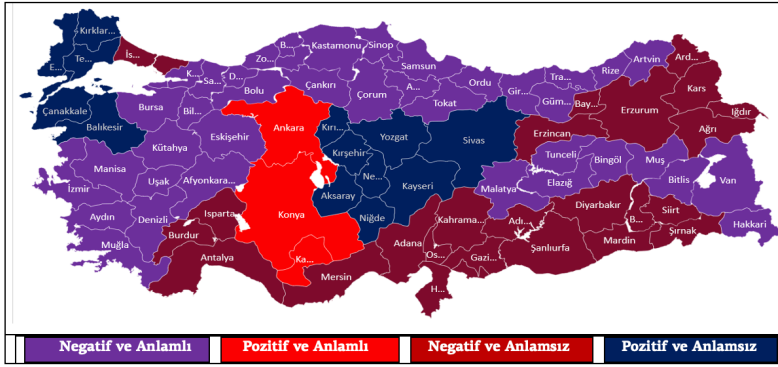 Kırklar...
E...
Te...
İs...
Çanakkale
Balıkesir
K...
Sa...
D...
Zo...
B...
Kastamonu
Sinop
Samsun
Ordu
Gir...
Tra...
Rize
Artvin
Ard...
Kars
Iğdır
Ağrı
Bursa
Bil...
Bolu
Çankırı
Çorum
A...
Tokat
Güm...
Bay...
Erzurum
Erzincan
Kütahya
Eskişehir
Ankara
Kırı...
Yozgat
Sivas
Tunceli
Bingöl
Muş
Bitlis
Van
Manisa
Uşak
Afyonkara...
Kırşehir
Ne...
Kayseri
Malatya
Elazığ
İzmir
Aydın
Denizli
Isparta
Konya
Aksaray
Niğde
Kahrama...
Adı...
Diyarbakır
B...
Siirt
Şırnak
Hakkari
Muğla
Burdur
Antalya
Ka...
Mersin
Adana
Os...
Gazi...
Şanlıurfa
Mardin
H...
Negatif ve Anlamlı
Pozitif ve Anlamlı
Negatif ve Anlamsız
Pozitif ve Anlamsız